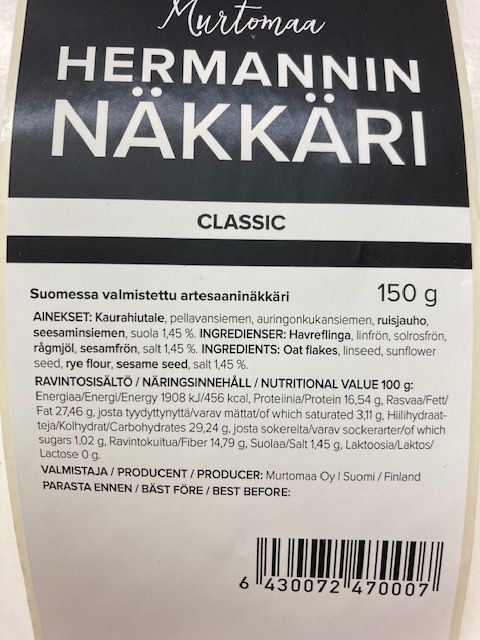 Murtomaa
HERMANNIN
NÄKKÄRI
CLASSIC
Suomessa valmistettu artesaaninäkkäri 150 g
AINEKSET: Kaurahiutale, pellavansiemen, auringonkukansiemen, ruisjauho,
seesaminsiemen, suola 1,45 %. INGREDIENSER: Havreflinga, linfrön, solrosfrön,
rågmjöl, sesamfrön, salt 1,45 %. INGREDIENTS: Oat flakes, linseed, sunflower
seed, rye flour, sesame seed, salt 1,45 %.
RAVINTOSISÄLTÖ / NÄRINGSINNEHÅLL / NUTRITIONAL VALUE 100 g:
Energiaa/Energi/Energy 1908 kJ/456 kcal, Proteiinia/Protein 16,54 g, Rasvaa/Fett/
Fat 27,46 g, josta tyydyttynyttä/varav mättat/of which saturated 3,11 g, Hiilihydraat-
teja/Kolhydrat/Carbohydrates 29,24 g, josta sokereita/varav sockerarter/of which
sugars 1,02 g, Ravintokuitua/Fiber 14,79 g, Suolaa/Salt 1,45 g, Laktoosia/Laktos/
Lactose 0 g.
VALMISTAJA / PRODUCENT / PRODUCER: Murtomaa Oy | Suomi / Finland
PARASTA ENNEN / BÄST FÖRE / BEST BEFORE:
6 430072 470007